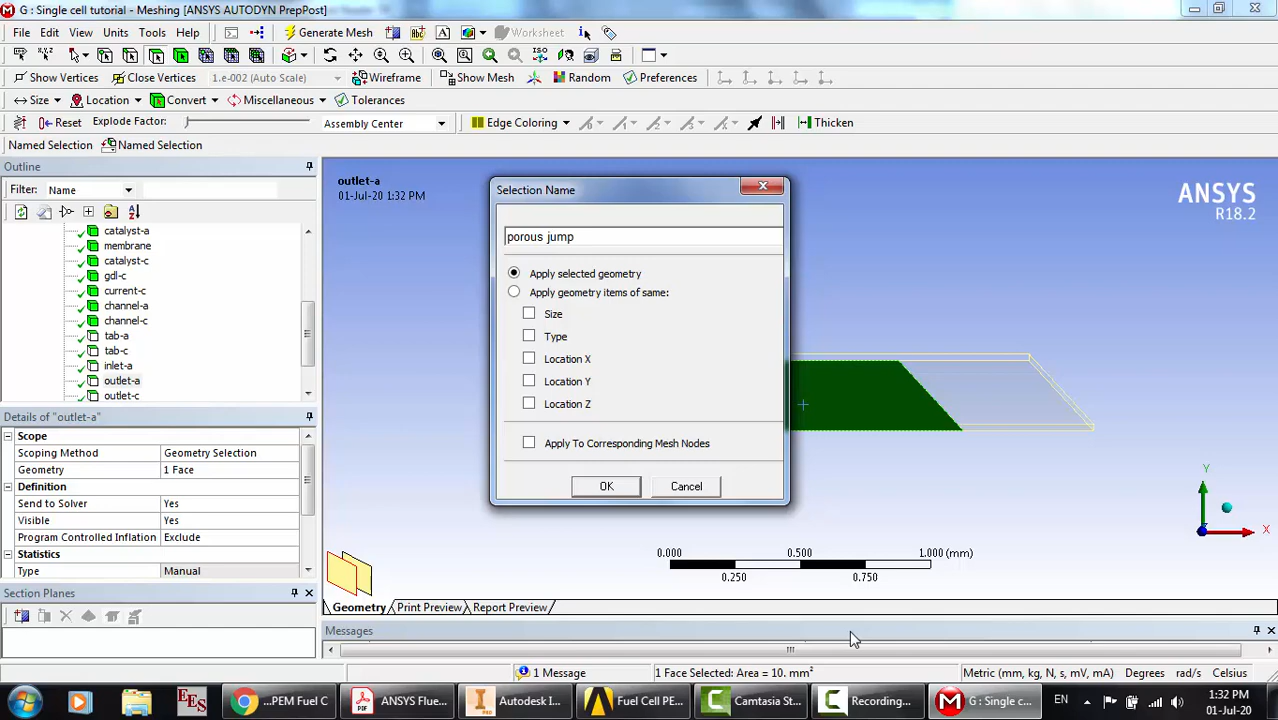 G : Single cell tutorial - Meshing [ANSYS AUTODYN PrepPost]
File Edit View Units Tools Help Generate Mesh Worksheet
Show Vertices Close Vertices 1.e-002 (Auto Scale) Wireframe Show Mesh Random Preferences
Size Location Convert Miscellaneous Tolerances
Reset Explode Factor: Assembly Center Edge Coloring Thicken
Named Selection Named Selection
Outline
Filter: Name
catalyst-a
membrane
catalyst-c
gdl-c
current-c
channel-a
channel-c
tab-a
tab-c
inlet-a
outlet-a
outlet-c
Details of "outlet-a"
Scope
Scoping Method Geometry Selection
Geometry 1 Face
Definition
Send to Solver Yes
Visible Yes
Program Controlled Inflation Exclude
Statistics
Type Manual
Section Planes
outlet-a
01-Jul-20 1:32 PM
ANSYS
R18.2
Selection Name
porous jump
Apply selected geometry
Apply geometry items of same:
Size
Type
Location X
Location Y
Location Z
Apply To Corresponding Mesh Nodes
OK Cancel
Y
X
0.000 0.500 1.000 (mm)
0.250 0.750
Geometry Print Preview Report Preview
Messages
1 Message 1 Face Selected: Area = 10. mm² Metric (mm, kg, N, s, mV, mA) Degrees rad/s Celsius
EES ...PEM Fuel C ANSYS Flue... Autodesk I... Fuel Cell PE... Camtasia St... Recording... G : Single c... EN 1:32 PM
01-Jul-20